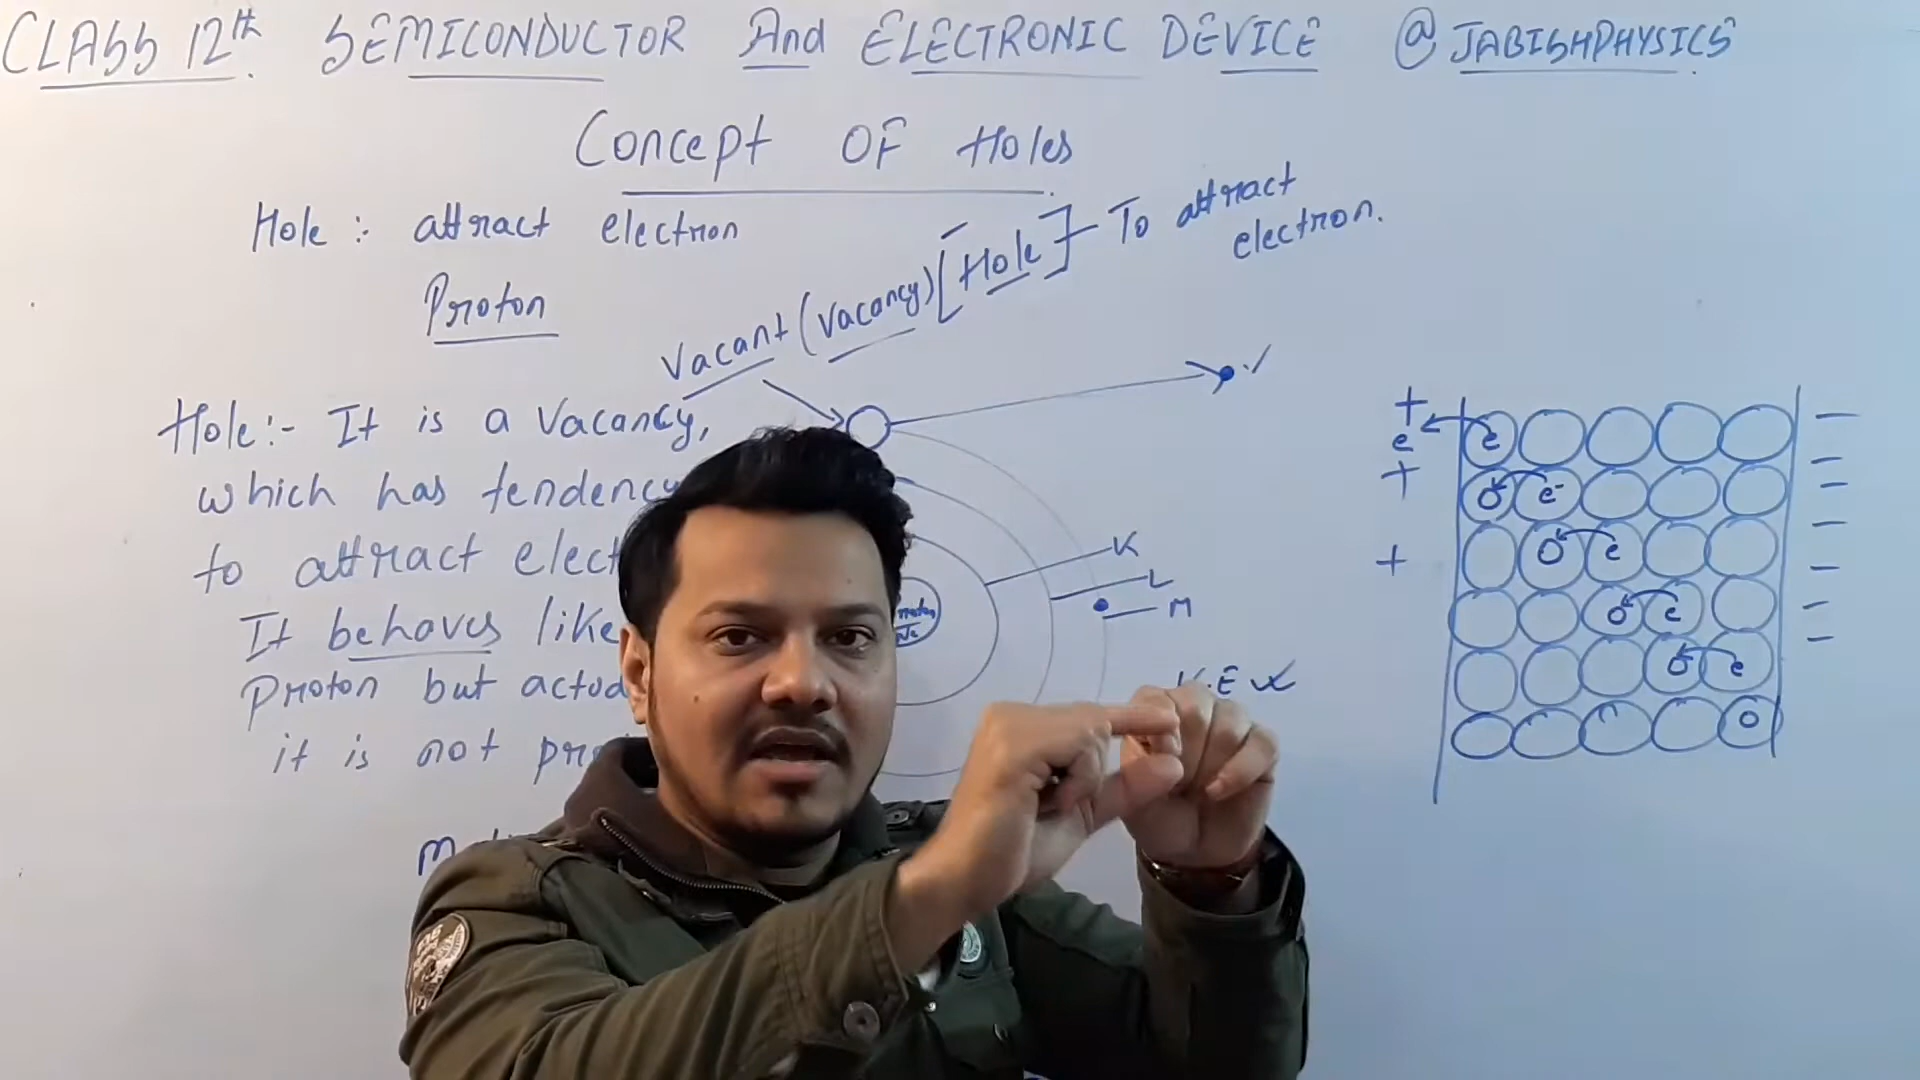 CLASS 12th SEMICONDUCTOR And ELECTRONIC DEVICE @JABISHPHYSICS
Concept OF Holes
Hole : attract electron
Proton
Vacant (Vacancy) [Hole] To attract
electron.
Hole:- It is a Vacancy,
which has tendency
to attract elect
It behaves like
Proton but actua
it is not pro
K
L
M
K.E
+ e e
+ O e-
+ O e
O e
O e
O